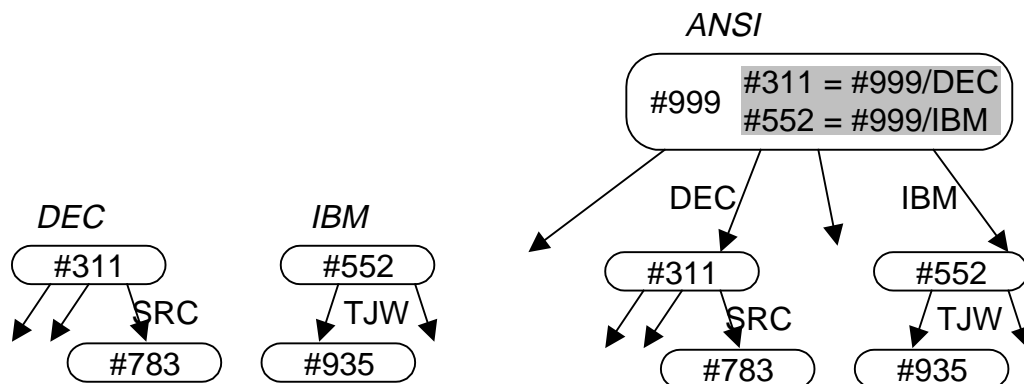 ANSI
#999
#311 = #999/DEC
#552 = #999/IBM
DEC
IBM
DEC
IBM
#311
#552
#311
#552
SRC
TJW
SRC
TJW
#783
#935
#783
#935